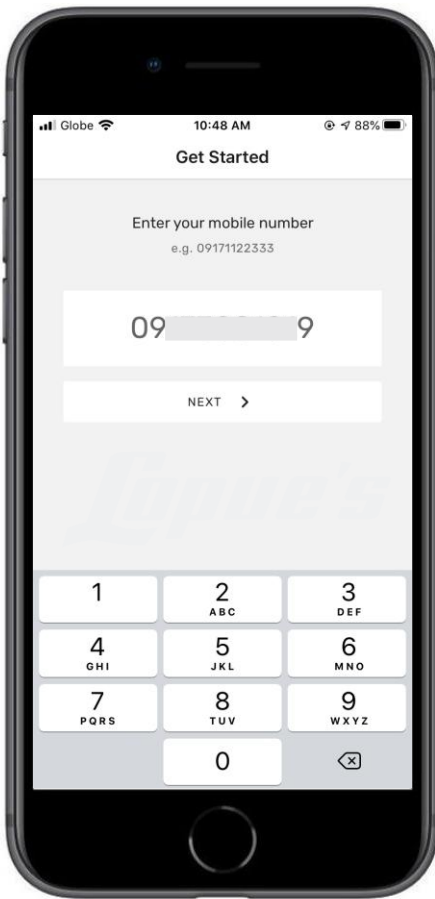 Globe 10:48 AM 88%
Get Started
Enter your mobile number
e.g. 09171122333
09 9
NEXT >
Lopue's
1 2 3
ABC DEF
4 5 6
GHI JKL MNO
7 8 9
PQRS TUV WXYZ
0